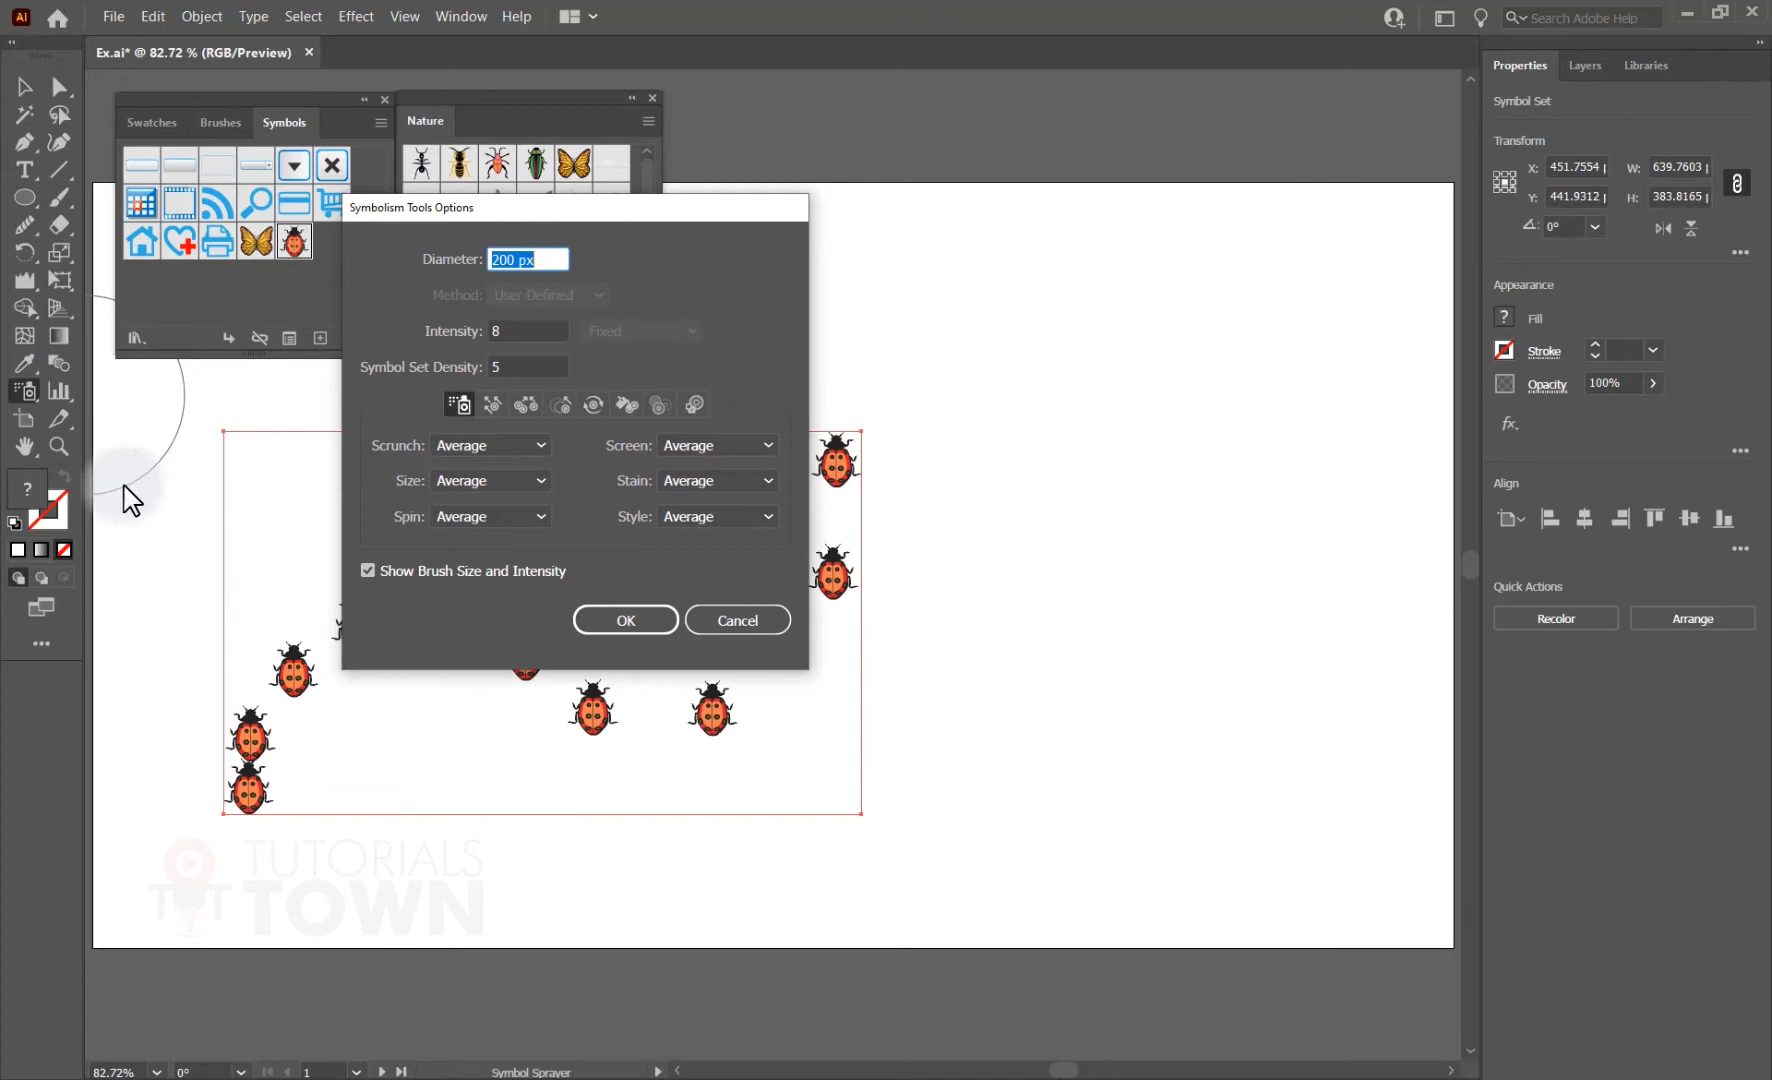 Ai File Edit Object Type Select Effect View Window Help Search Adobe Help
Ex.ai* @ 82.72 % (RGB/Preview)
Swatches Brushes Symbols
Nature
Symbolism Tools Options
Diameter: 200 px
Method: User Defined
Intensity: 8 Fixed
Symbol Set Density: 5
Scrunch: Average Screen: Average
Size: Average Stain: Average
Spin: Average Style: Average
Show Brush Size and Intensity
OK Cancel
?
TUTORIALS
TOWN
Properties Layers Libraries
Symbol Set
Transform
X: 451.7554 W: 639.7603
Y: 441.9312 H: 383.8165
0°
Appearance
? Fill
Stroke
Opacity 100%
fx.
Align
Quick Actions
Recolor Arrange
82.72% 0° 1 Symbol Sprayer